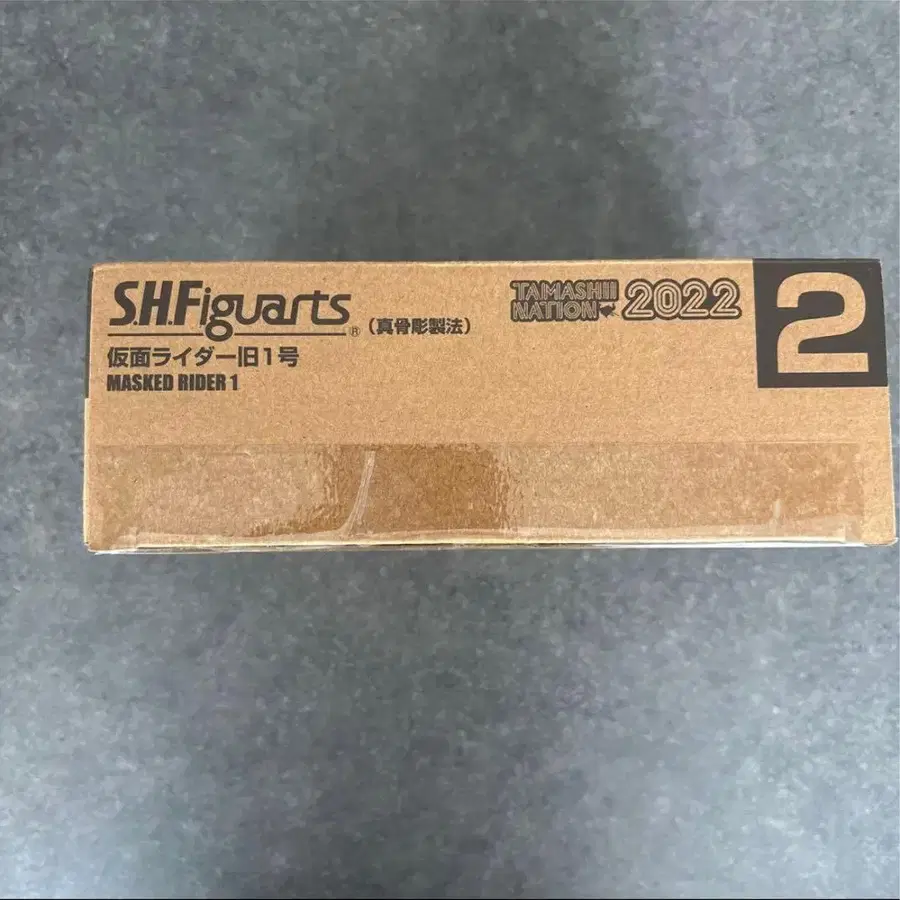 S.H.Figuarts® (真骨彫製法)
仮面ライダー旧1号
MASKED RIDER 1
TAMASHII
NATION 2022
2